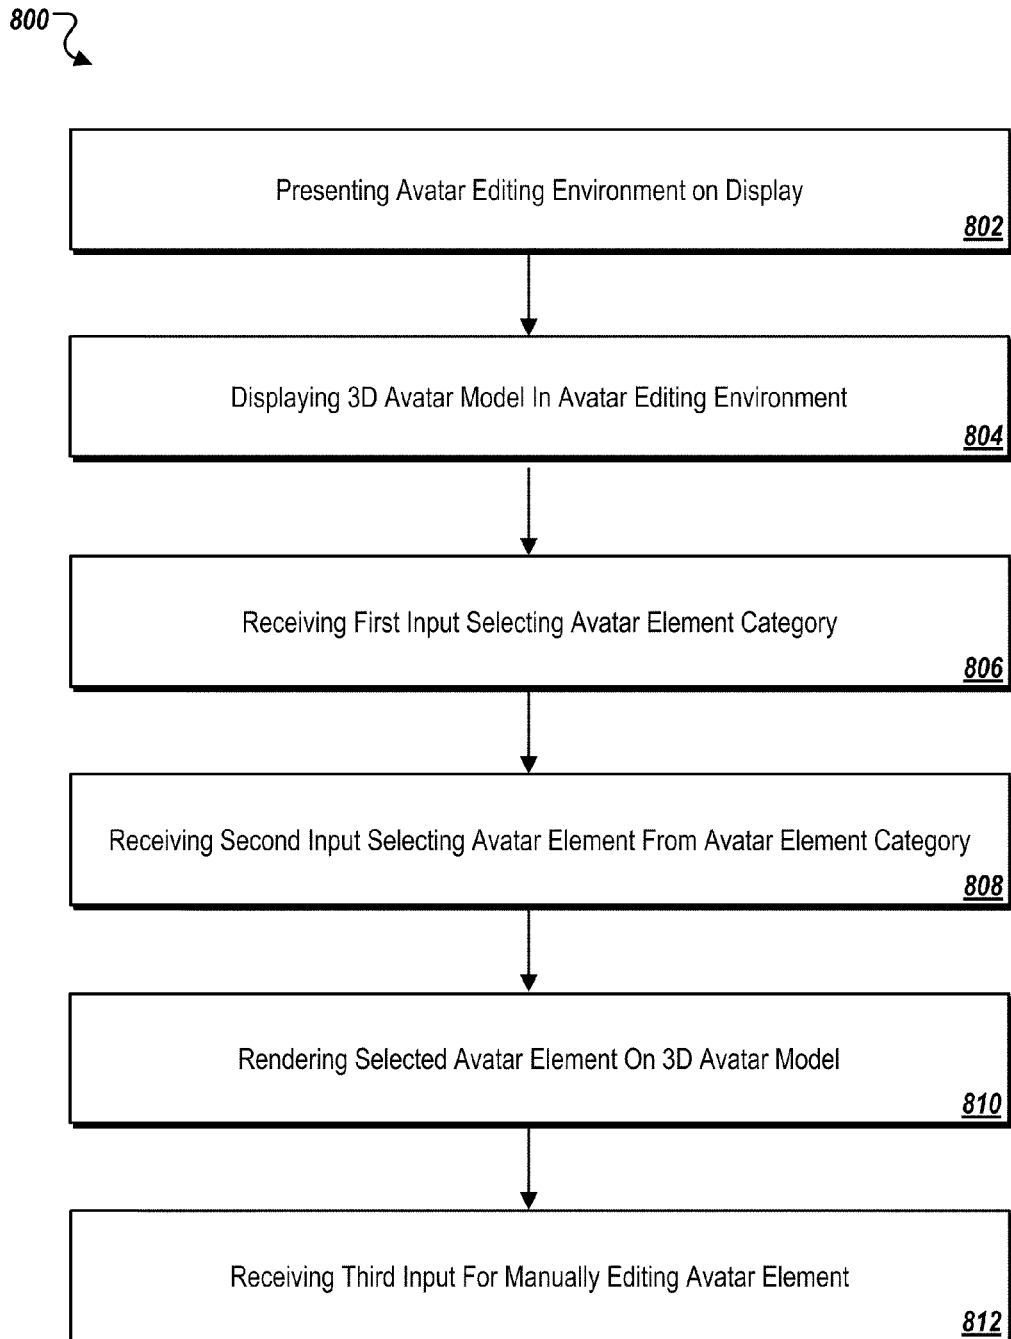 800
Presenting Avatar Editing Environment on Display
802
Displaying 3D Avatar Model In Avatar Editing Environment
804
Receiving First Input Selecting Avatar Element Category
806
Receiving Second Input Selecting Avatar Element From Avatar Element Category
808
Rendering Selected Avatar Element On 3D Avatar Model
810
Receiving Third Input For Manually Editing Avatar Element
812